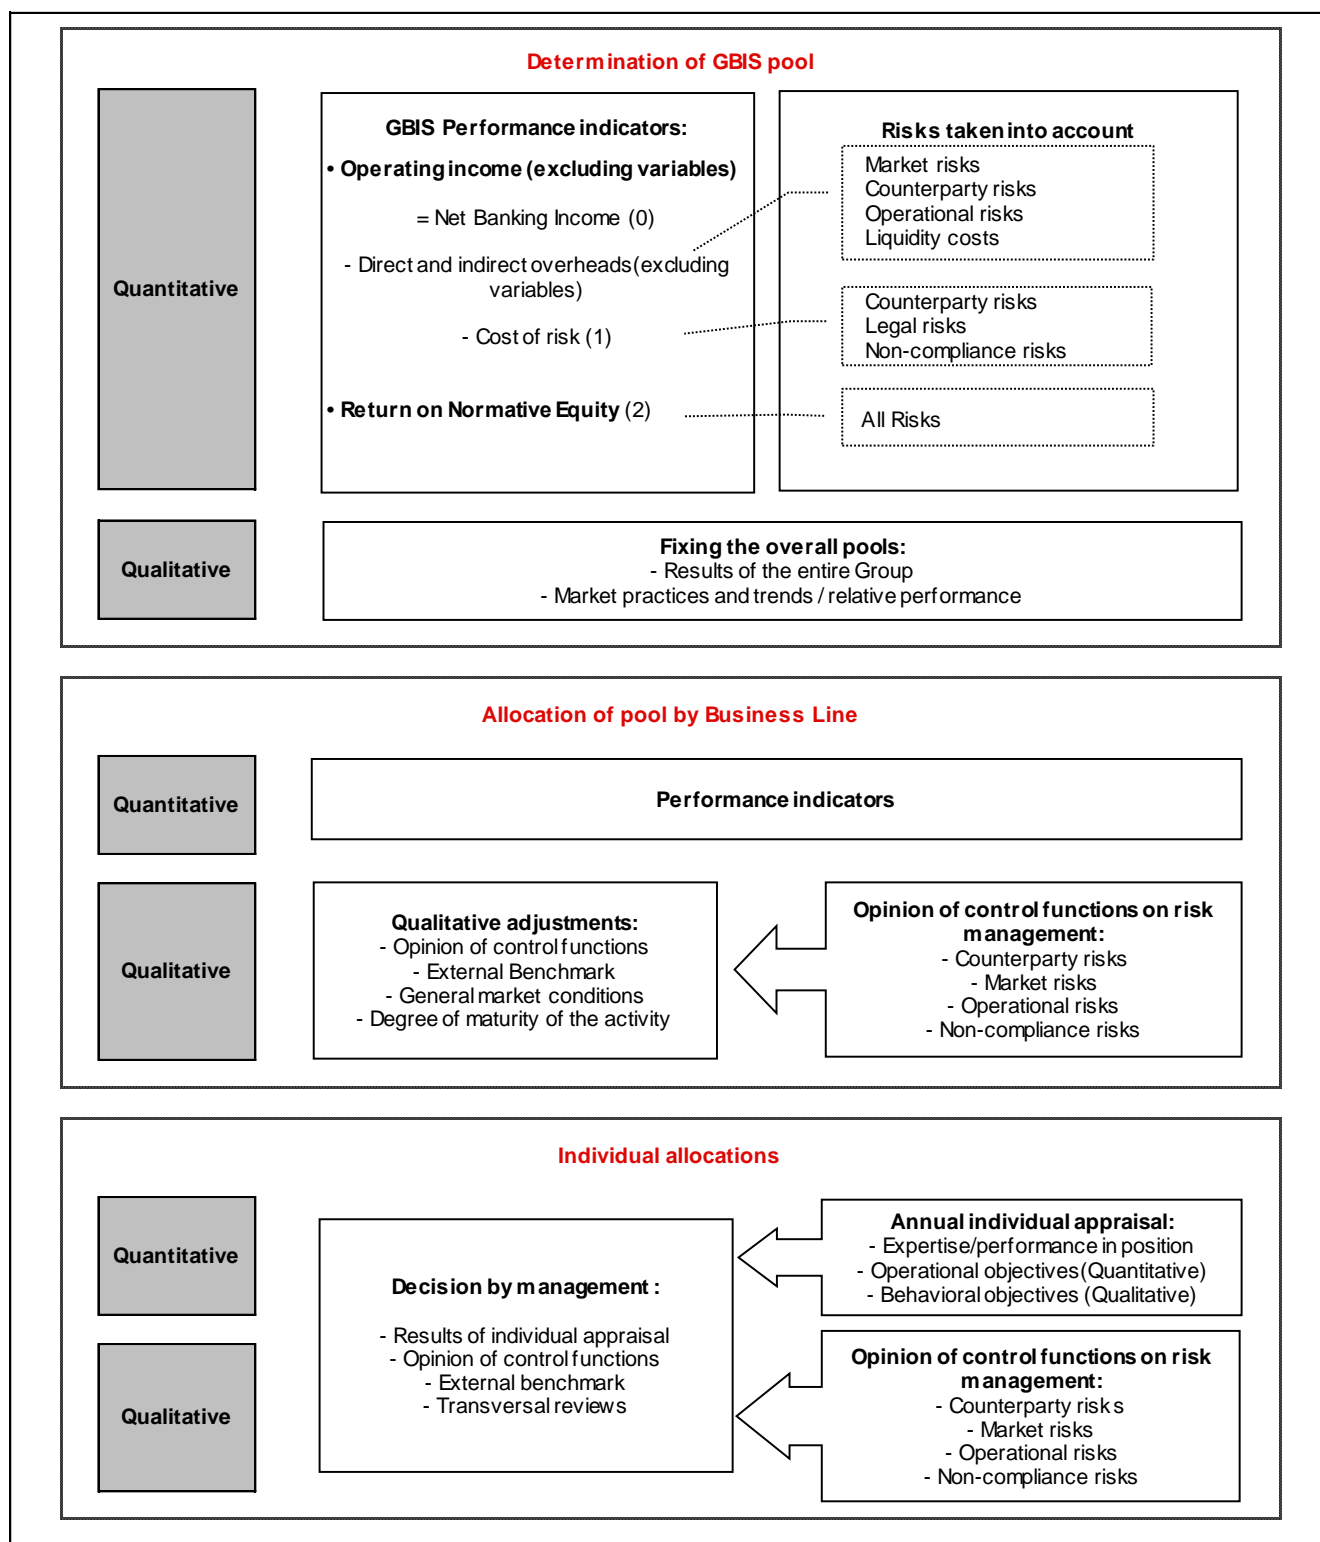 Determination of GBIS pool
Quantitative
GBIS Performance indicators:
• Operating income (excluding variables)
= Net Banking Income (0)
- Direct and indirect overheads (excluding
variables)
- Cost of risk (1)
• Return on Normative Equity (2)
Risks taken into account
Market risks
Counterparty risks
Operational risks
Liquidity costs
Counterparty risks
Legal risks
Non-compliance risks
All Risks
Qualitative
Fixing the overall pools:
- Results of the entire Group
- Market practices and trends / relative performance
Allocation of pool by Business Line
Quantitative
Performance indicators
Qualitative
Qualitative adjustments:
- Opinion of control functions
- External Benchmark
- General market conditions
- Degree of maturity of the activity
Opinion of control functions on risk
management:
- Counterparty risks
- Market risks
- Operational risks
- Non-compliance risks
Individual allocations
Quantitative
Qualitative
Decision by management :
- Results of individual appraisal
- Opinion of control functions
- External benchmark
- Transversal reviews
Annual individual appraisal:
- Expertise/performance in position
- Operational objectives (Quantitative)
- Behavioral objectives (Qualitative)
Opinion of control functions on risk
management:
- Counterparty risks
- Market risks
- Operational risks
- Non-compliance risks